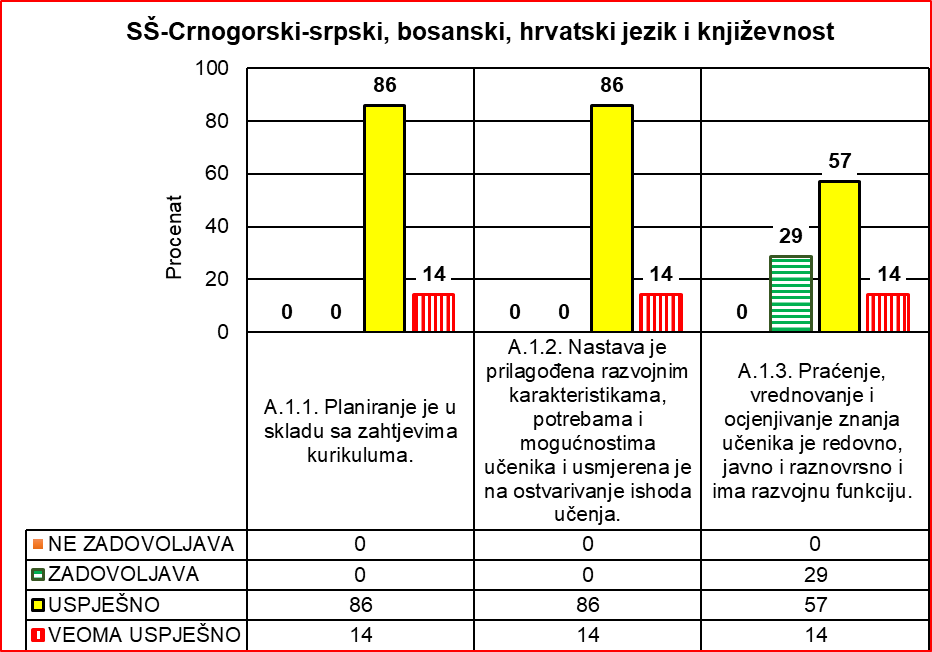 SŠ-Crnogorski-srpski, bosanski, hrvatski jezik i književnost
Procenat
100
80
60
40
20
0
0 0 86 14
0 0 86 14
0 29 57 14
A.1.1. Planiranje je u
skladu sa zahtjevima
kurikuluma.
A.1.2. Nastava je
prilagođena razvojnim
karakteristikama,
potrebama i
mogućnostima
učenika i usmjerena je
na ostvarivanje ishoda
učenja.
A.1.3. Praćenje,
vrednovanje i
ocjenjivanje znanja
učenika je redovno,
javno i raznovrsno i
ima razvojnu funkciju.
NE ZADOVOLJAVA 0 0 0
ZADOVOLJAVA 0 0 29
USPJEŠNO 86 86 57
VEOMA USPJEŠNO 14 14 14